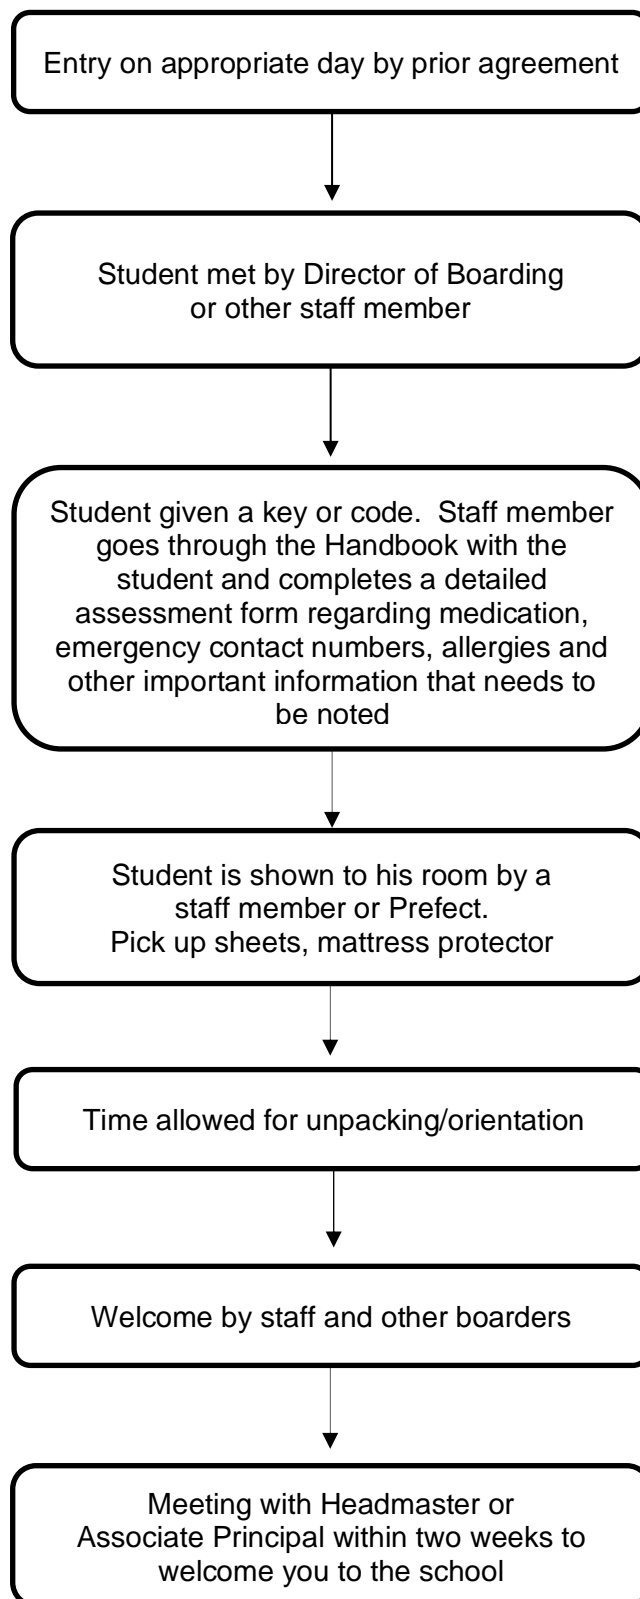 Entry on appropriate day by prior agreement
Student met by Director of Boarding
or other staff member
Student given a key or code.  Staff member
goes through the Handbook with the
student and completes a detailed
assessment form regarding medication,
emergency contact numbers, allergies and
other important information that needs to
be noted
Student is shown to his room by a
staff member or Prefect.
Pick up sheets, mattress protector
Time allowed for unpacking/orientation
Welcome by staff and other boarders
Meeting with Headmaster or
Associate Principal within two weeks to
welcome you to the school